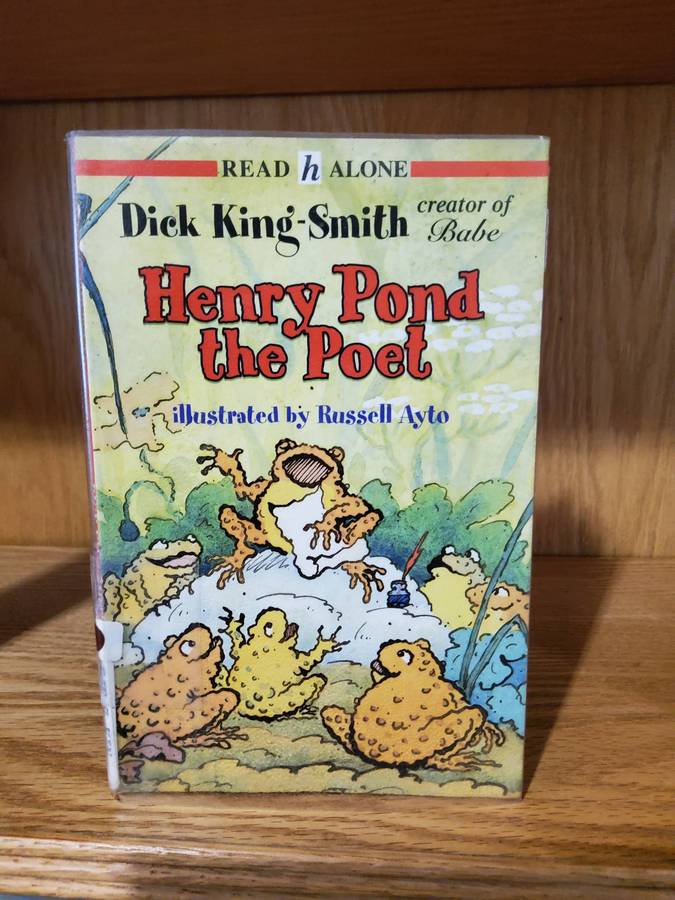 READ h ALONE
Dick King-Smith creator of Babe
Henry Pond
the Poet
illustrated by Russell Ayto